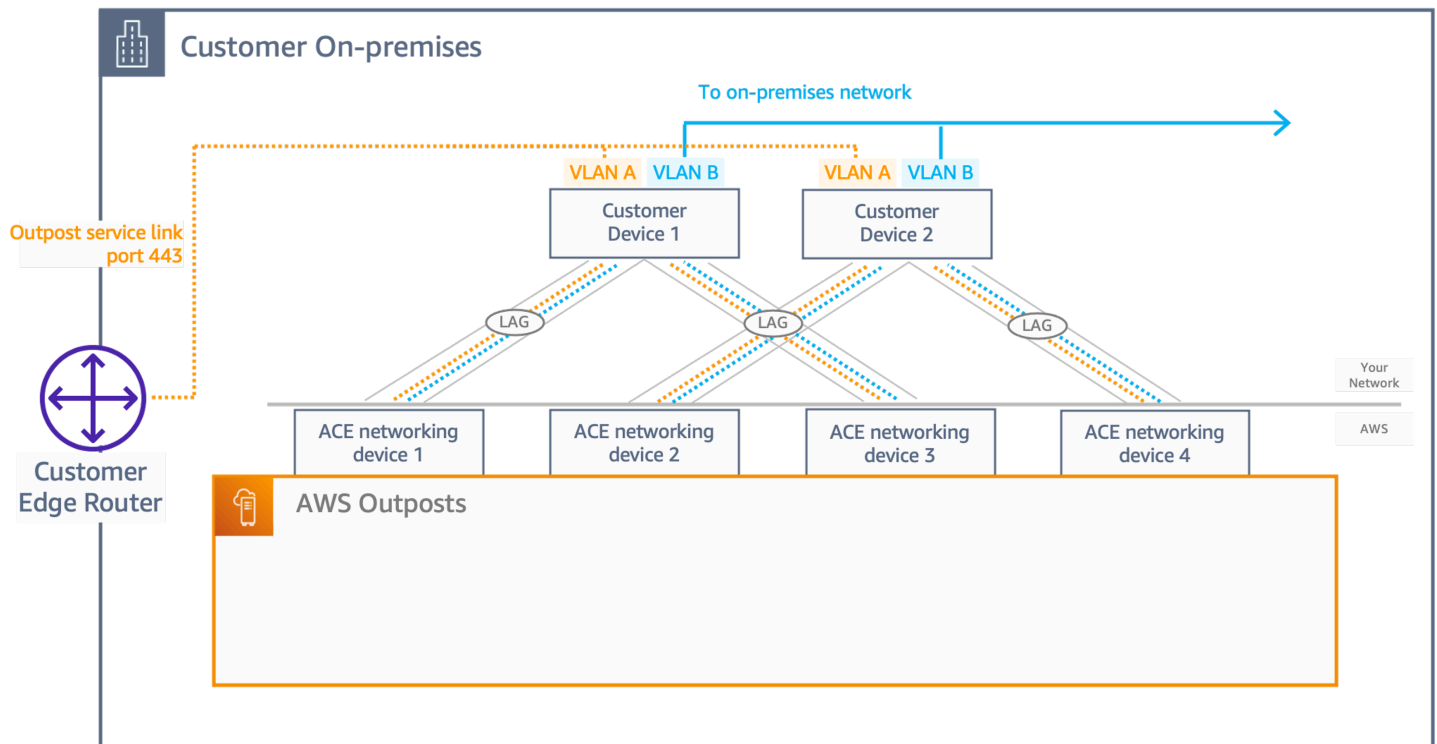 Customer On-premises
To on-premises network
VLAN A
VLAN B
VLAN A
VLAN B
Customer
Device 1
Customer
Device 2
Outpost service link
port 443
LAG
LAG
LAG
Your
Network
AWS
ACE networking
device 1
ACE networking
device 2
ACE networking
device 3
ACE networking
device 4
Customer
Edge Router
AWS Outposts